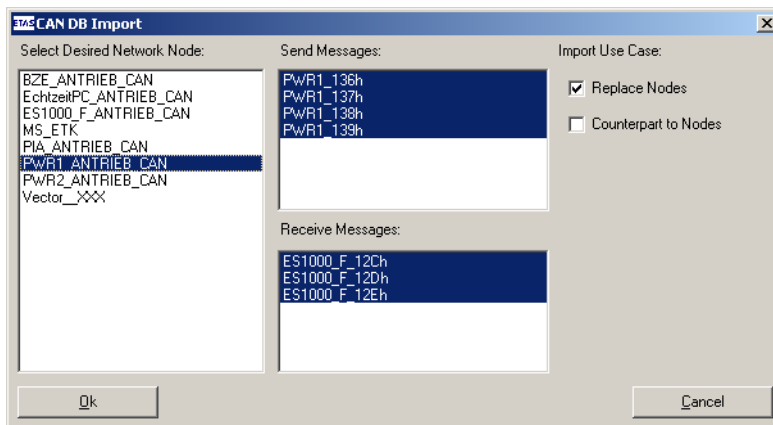 ETAS CAN DB Import
Select Desired Network Node:
BZE_ANTRIEB_CAN
EchtzeitPC_ANTRIEB_CAN
ES1000_F_ANTRIEB_CAN
MS_ETK
PIA_ANTRIEB_CAN
PWR1_ANTRIEB_CAN
PWR2_ANTRIEB_CAN
Vector__XXX
Send Messages:
PWR1_136h
PWR1_137h
PWR1_138h
PWR1_139h
Receive Messages:
ES1000_F_12Ch
ES1000_F_12Dh
ES1000_F_12Eh
Import Use Case:
Replace Nodes
Counterpart to Nodes
Ok
Cancel